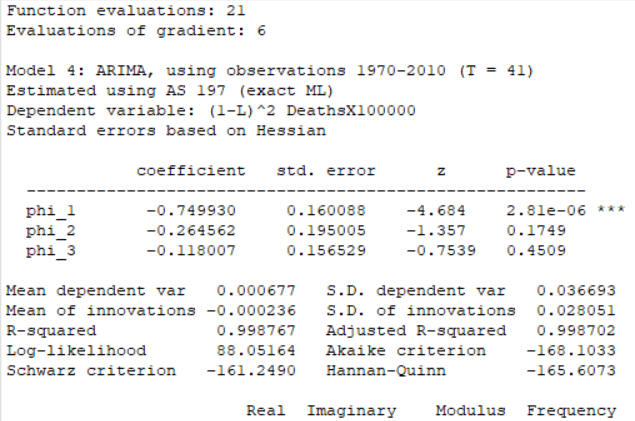 Function evaluations: 21
Evaluations of gradient: 6
Model 4: ARIMA, using observations 1970-2010 (T = 41)
Estimated using AS 197 (exact ML)
Dependent variable: (1-L)^2 DeathsX100000
Standard errors based on Hessian
coefficient std. error z p-value
---------------------------------------------------------
phi_1 -0.749930 0.160088 -4.684 2.81e-06 ***
phi_2 -0.264562 0.195005 -1.357 0.1749
phi_3 -0.118007 0.156529 -0.7539 0.4509
Mean dependent var 0.000677 S.D. dependent var 0.036693
Mean of innovations -0.000236 S.D. of innovations 0.028051
R-squared 0.998767 Adjusted R-squared 0.998702
Log-likelihood 88.05164 Akaike criterion -168.1033
Schwarz criterion -161.2490 Hannan-Quinn -165.6073
Real Imaginary Modulus Frequency